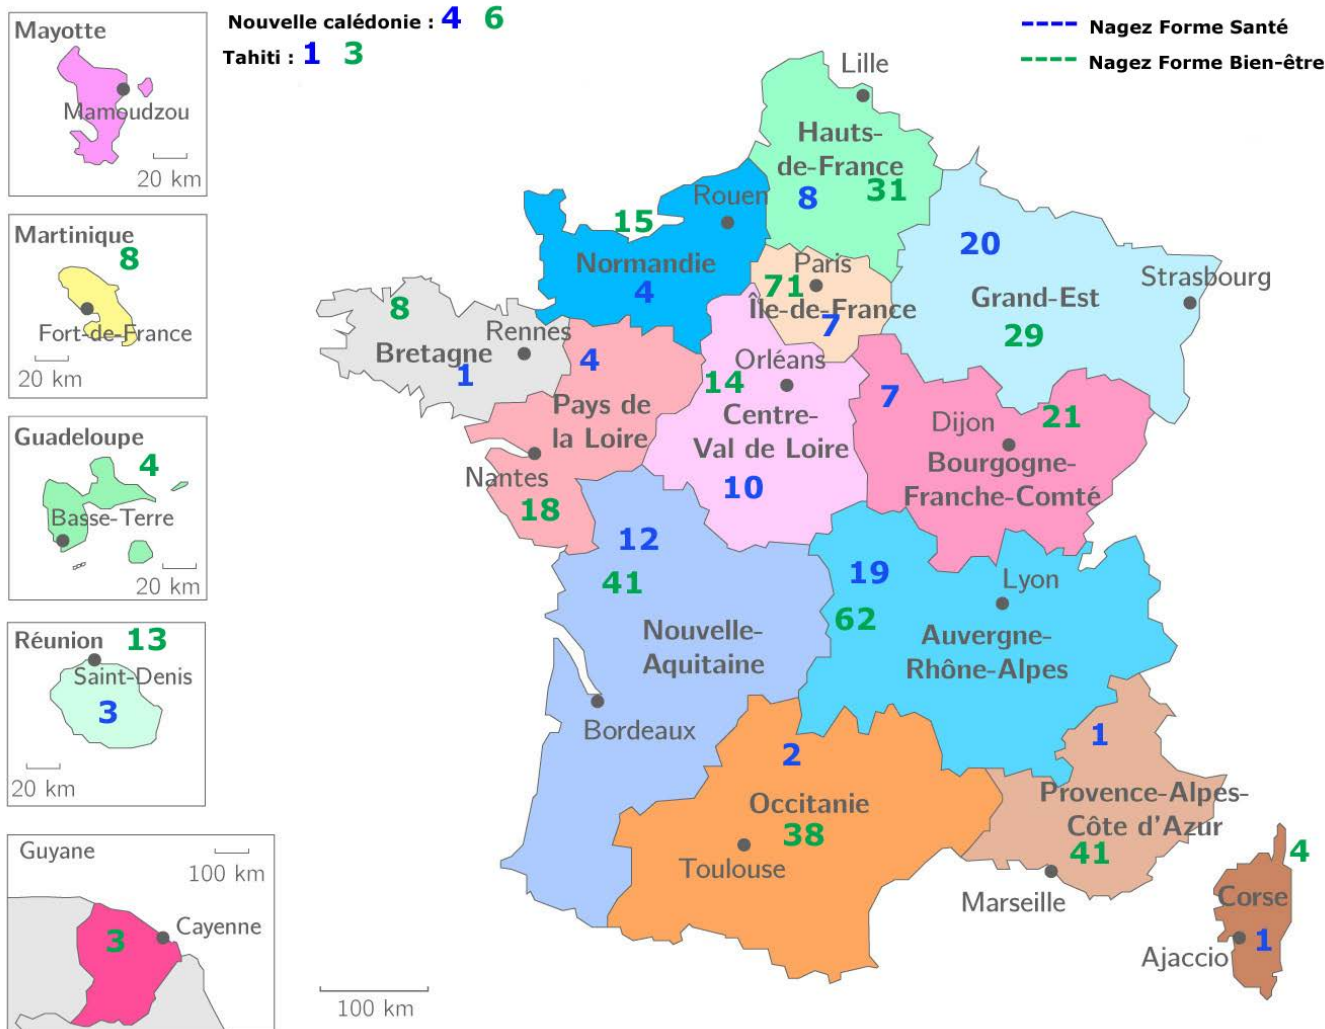 Nouvelle calédonie : 4 6
Tahiti : 1 3
Nagez Forme Santé
Nagez Forme Bien-être
Mayotte
Mamoudzou
20 km
Martinique
8
Fort-de-France
20 km
Guadeloupe
4
Basse-Terre
20 km
Réunion 13
Saint-Denis
3
20 km
Guyane
100 km
Cayenne
3
Lille
Hauts-
de-France
8 31
Rouen
15
Normandie
4
20
Grand-Est
29
Strasbourg
Paris
71
Île-de-France
7
8
Rennes
Bretagne
1
4
Pays de
la Loire
Nantes
18
Orléans
14
Centre-
Val de Loire
10
7
21
Dijon
Bourgogne-
Franche-Comté
12
41
Nouvelle-
Aquitaine
Bordeaux
19
62
Lyon
Auvergne-
Rhône-Alpes
2
Occitanie
38
Toulouse
1
Provence-Alpes-
Côte d'Azur
41
Marseille
4
Corse
1
Ajaccio
100 km